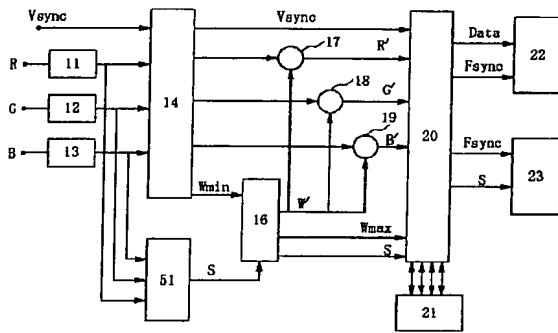 Vsync Vsync
17
R 11 R' Data 22
18 Fsync
G 12 14 G'
19
B 13 B' 20 Fsync
Wmin 23
16 W' S
Wmax
51 S S
21